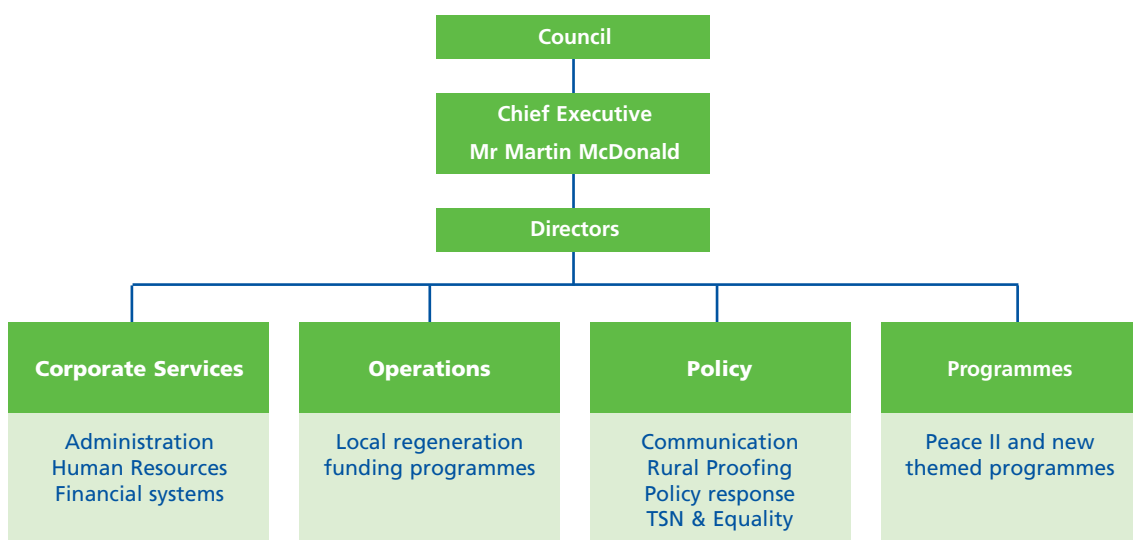 Council
Chief Executive
Mr Martin McDonald
Directors
Corporate Services
Administration
Human Resources
Financial systems
Operations
Local regeneration
funding programmes
Policy
Communication
Rural Proofing
Policy response
TSN & Equality
Programmes
Peace II and new
themed programmes